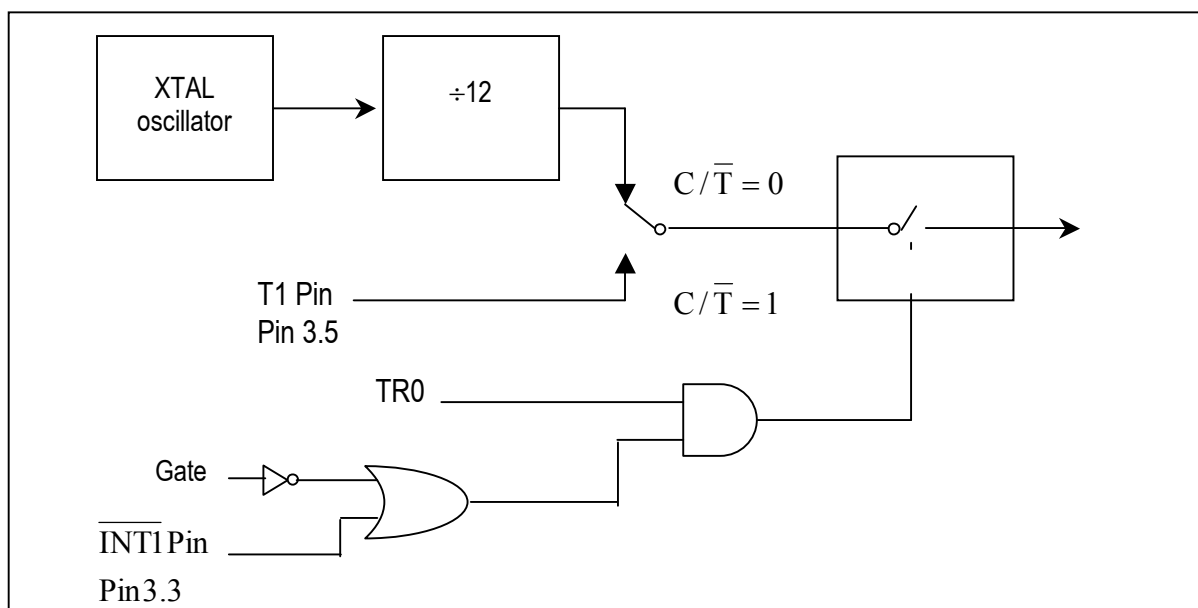 XTAL
oscillator
÷12
C/T̅ = 0
T1 Pin
Pin 3.5
C/T̅ = 1
TR0
Gate
I̅N̅T̅1̅ Pin
Pin3.3